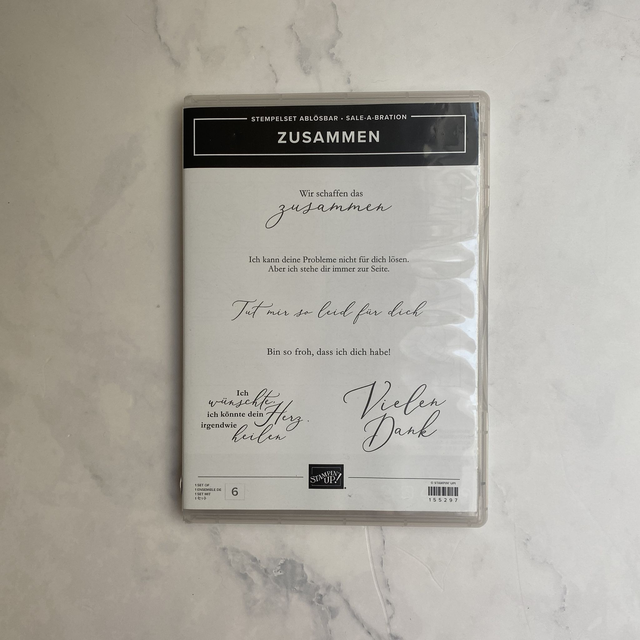 STEMPELSET ABLÖSBAR • SALE-A-BRATION
ZUSAMMEN
Wir schaffen das
zusammen
Ich kann deine Probleme nicht für dich lösen.
Aber ich stehe dir immer zur Seite.
Tut mir so leid für dich
Bin so froh, dass ich dich habe!
Ich
wünschte,
ich könnte dein Herz
irgendwie
heilen.
Vielen
Dank
STAMPIN' UP!
6
© STAMPIN' UP!
155297